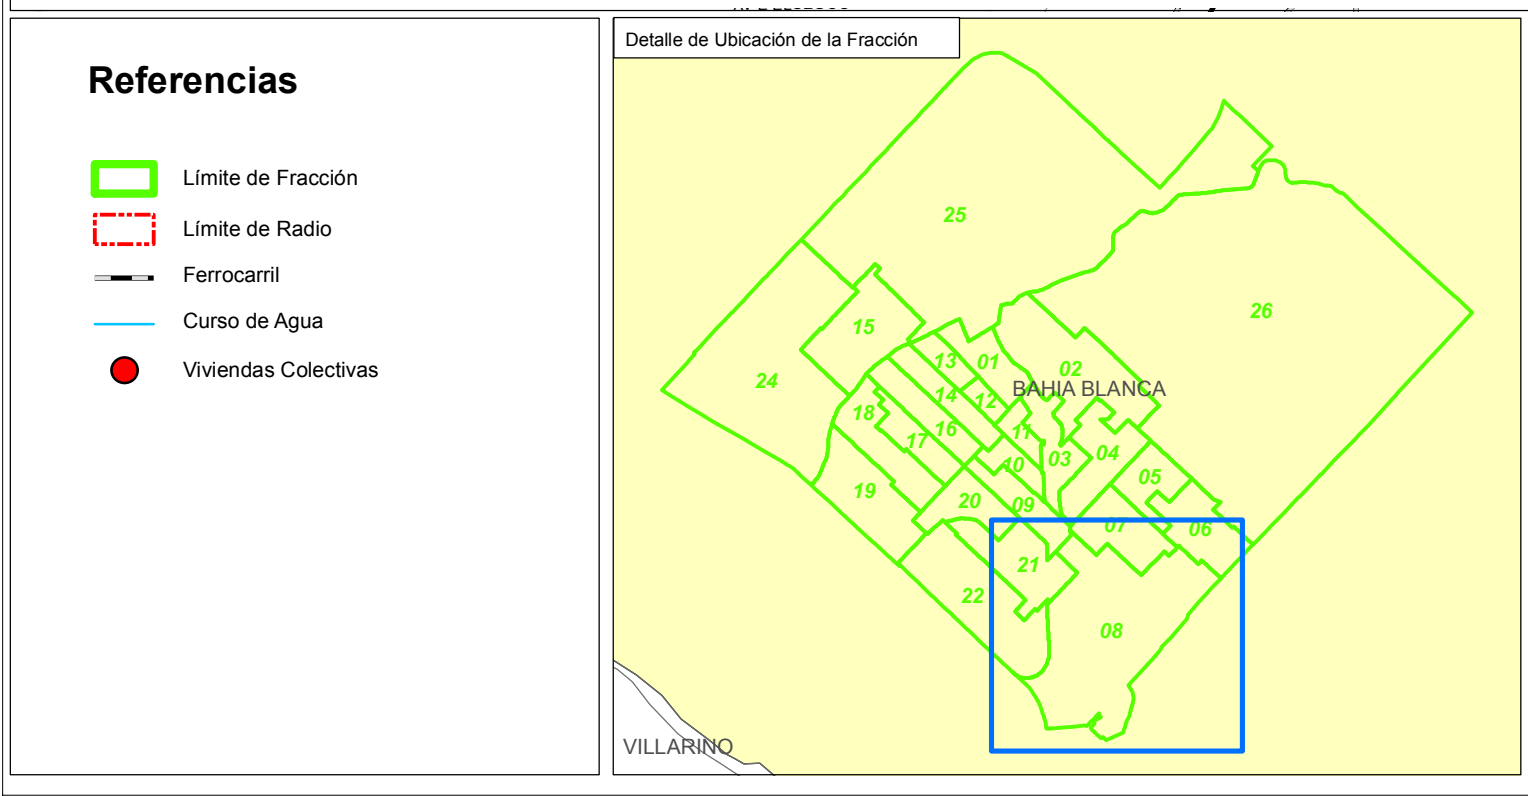 Referencias
Límite de Fracción
Límite de Radio
Ferrocarril
Curso de Agua
Viviendas Colectivas
Detalle de Ubicación de la Fracción
25
26
15
24
13
01
02
BAHIA BLANCA
14
12
18
16
11
17
03
04
10
05
19
20
09
07
06
21
22
08
VILLARINO